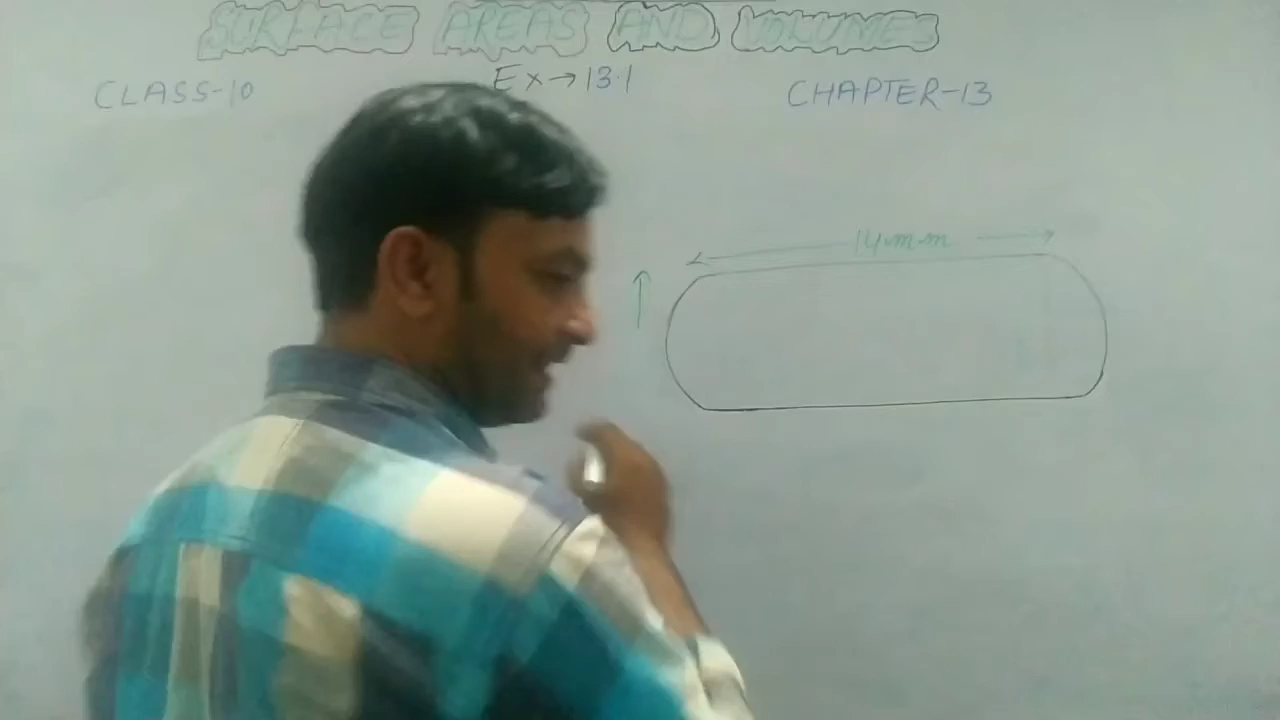 SURFACE AREAS AND VOLUMES
CLASS-10
Ex→13.1
CHAPTER-13
14mm